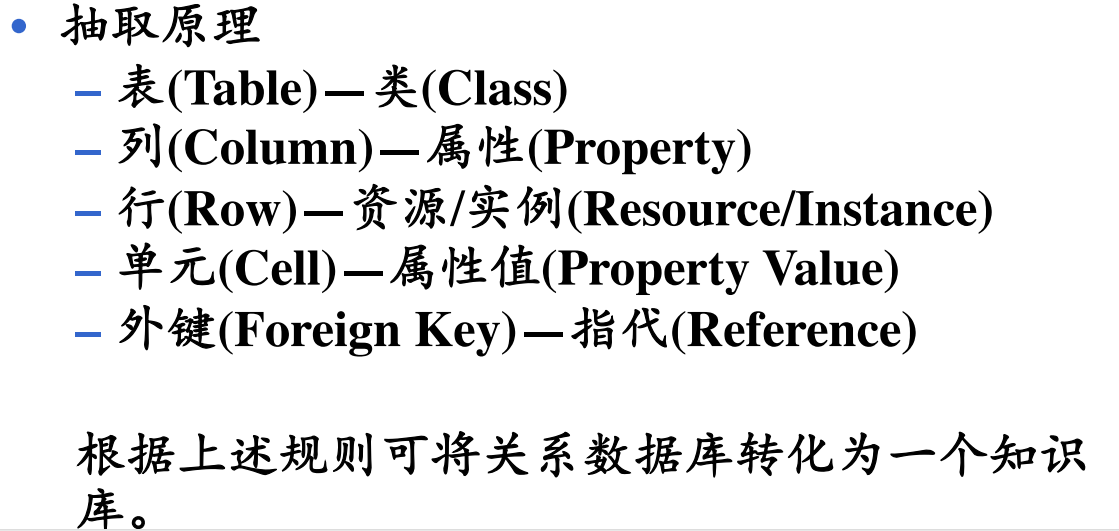 • 抽取原理
– 表(Table)—类(Class)
– 列(Column)—属性(Property)
– 行(Row)—资源/实例(Resource/Instance)
– 单元(Cell)—属性值(Property Value)
– 外键(Foreign Key)—指代(Reference)
根据上述规则可将关系数据库转化为一个知识
库。